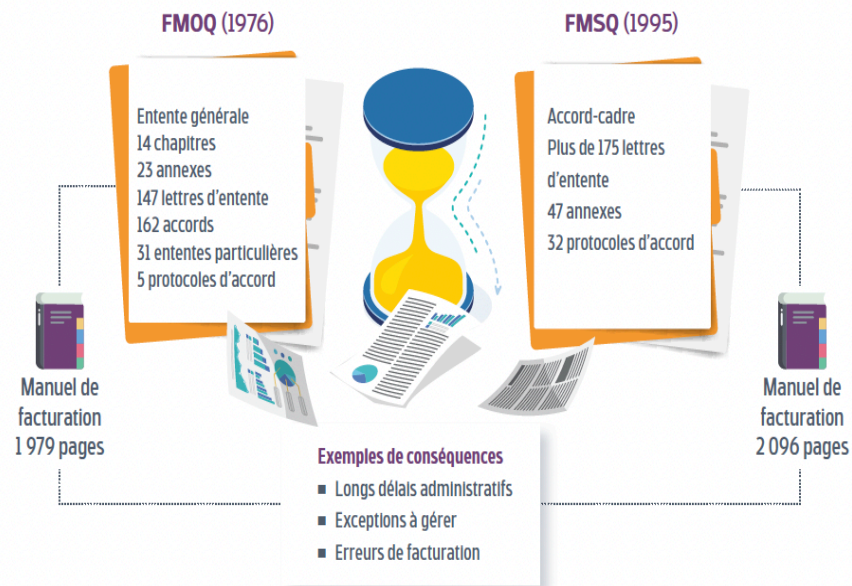 FMOQ (1976)
Entente générale
14 chapitres
23 annexes
147 lettres d'entente
162 accords
31 ententes particulières
5 protocoles d'accord
Manuel de
facturation
1 979 pages
FMSQ (1995)
Accord-cadre
Plus de 175 lettres
d'entente
47 annexes
32 protocoles d'accord
Manuel de
facturation
2 096 pages
Exemples de conséquences
■ Longs délais administratifs
■ Exceptions à gérer
■ Erreurs de facturation